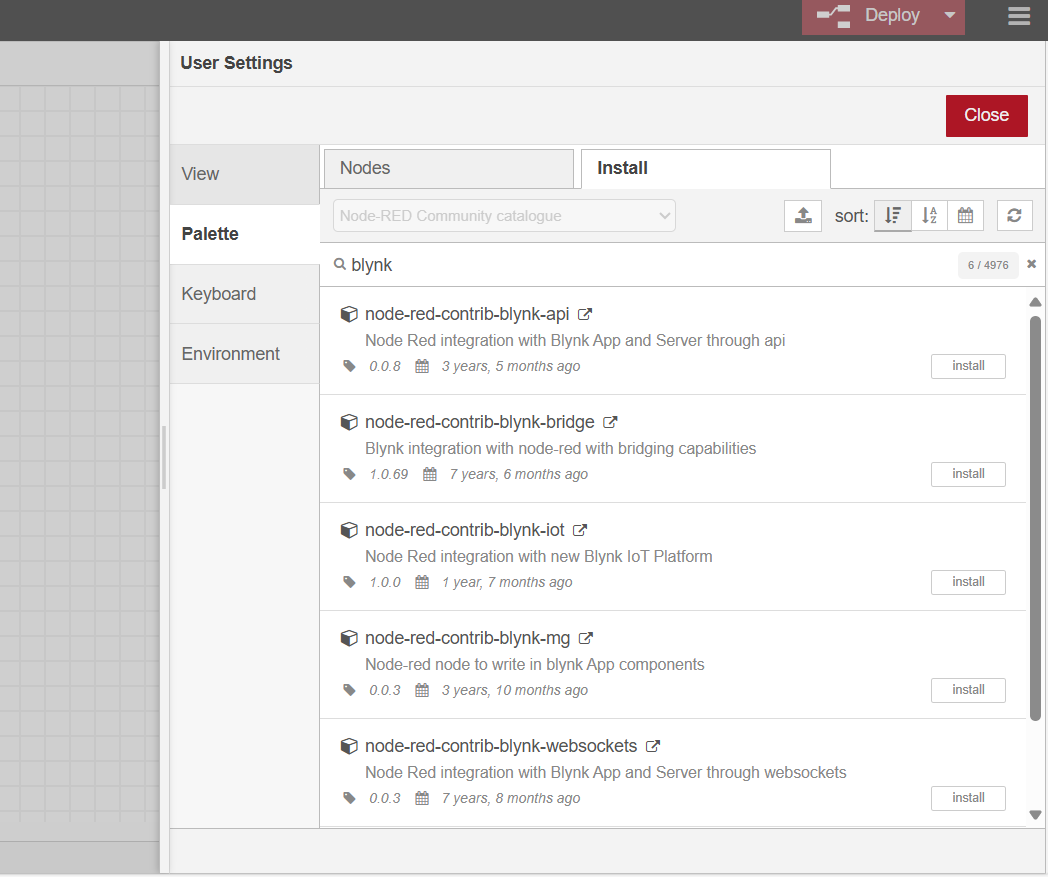 Deploy
User Settings
Close
View
Nodes
Install
Node-RED Community catalogue
sort:
Palette
blynk
6 / 4976
Keyboard
Environment
node-red-contrib-blynk-api
Node Red integration with Blynk App and Server through api
0.0.8 3 years, 5 months ago
install
node-red-contrib-blynk-bridge
Blynk integration with node-red with bridging capabilities
1.0.69 7 years, 6 months ago
install
node-red-contrib-blynk-iot
Node Red integration with new Blynk IoT Platform
1.0.0 1 year, 7 months ago
install
node-red-contrib-blynk-mg
Node-red node to write in blynk App components
0.0.3 3 years, 10 months ago
install
node-red-contrib-blynk-websockets
Node Red integration with Blynk App and Server through websockets
0.0.3 7 years, 8 months ago
install